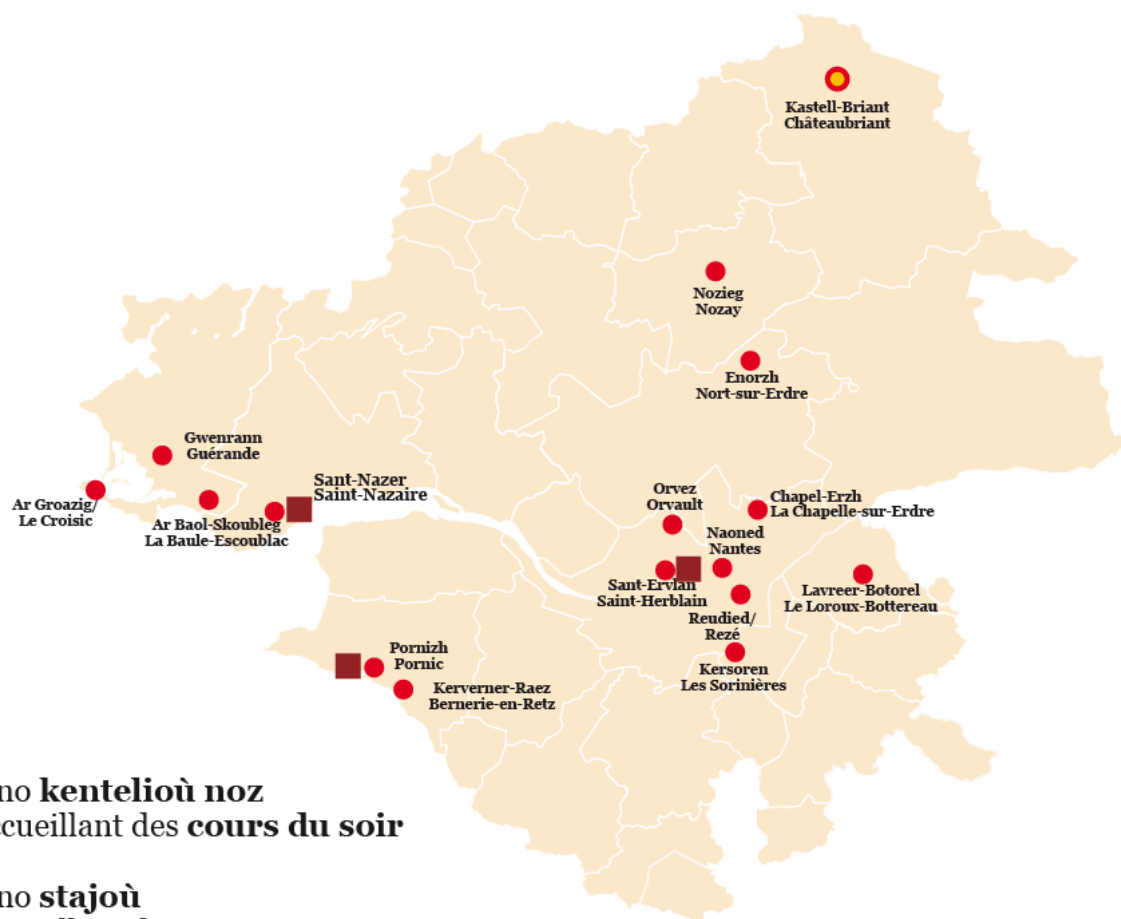 Kastell-Briant
Châteaubriant
Nozieg
Nozay
Enorzh
Nort-sur-Erdre
Gwenrann
Guérande
Sant-Nazer
Saint-Nazaire
Ar Groazig/
Le Croisic
Ar Baol-Skoubleg
La Baule-Escoublac
Orvez
Orvault
Chapel-Erzh
La Chapelle-sur-Erdre
Naoned
Nantes
Sant-Ervlan
Saint-Herblain
Lavreer-Botorel
Le Loroux-Bottereau
Reudied/
Rezé
Pornizh
Pornic
Kersoren
Les Sorinières
Kerverner-Raez
Bernerie-en-Retz
no kentelioù noz
cueillant des cours du soir
no stajoù